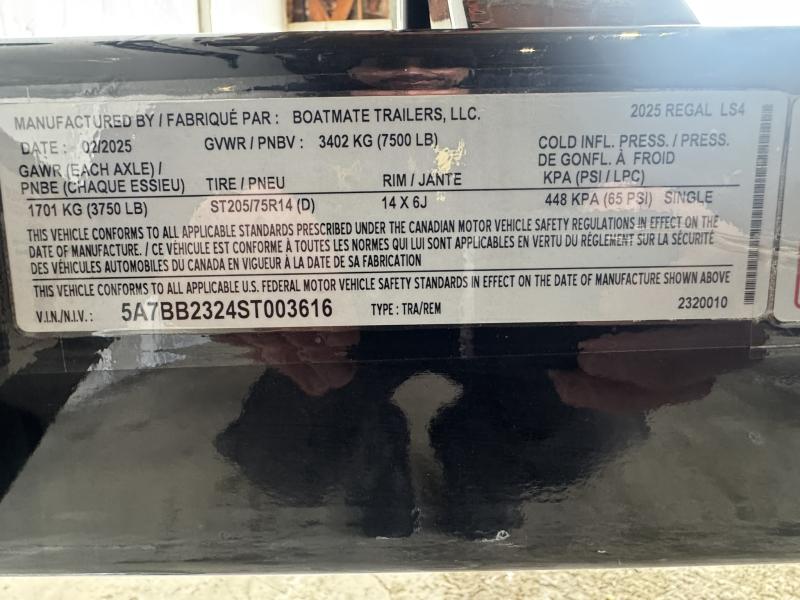 MANUFACTURED BY / FABRIQUÉ PAR : BOATMATE TRAILERS, LLC. 2025 REGAL LS4
DATE : 02/2025 GVWR / PNBV : 3402 KG (7500 LB) COLD INFL. PRESS. / PRESS.
DE GONFL. À FROID
GAWR (EACH AXLE) /
PNBE (CHAQUE ESSIEU) TIRE / PNEU RIM / JANTE KPA (PSI / LPC)
1701 KG (3750 LB) ST205/75R14 (D) 14 X 6J 448 KPA (65 PSI) SINGLE
THIS VEHICLE CONFORMS TO ALL APPLICABLE STANDARDS PRESCRIBED UNDER THE CANADIAN MOTOR VEHICLE SAFETY REGULATIONS IN EFFECT ON THE
DATE OF MANUFACTURE. / CE VÉHICULE EST CONFORME À TOUTES LES NORMES QUI LUI SONT APPLICABLES EN VERTU DU RÈGLEMENT SUR LA SÉCURITÉ
DES VÉHICULES AUTOMOBILES DU CANADA EN VIGUEUR À LA DATE DE SA FABRICATION
THIS VEHICLE CONFORMS TO ALL APPLICABLE U.S. FEDERAL MOTOR VEHICLE SAFETY STANDARDS IN EFFECT ON THE DATE OF MANUFACTURE SHOWN ABOVE
V.I.N./N.I.V. : 5A7BB2324ST003616 TYPE : TRA/REM 2320010